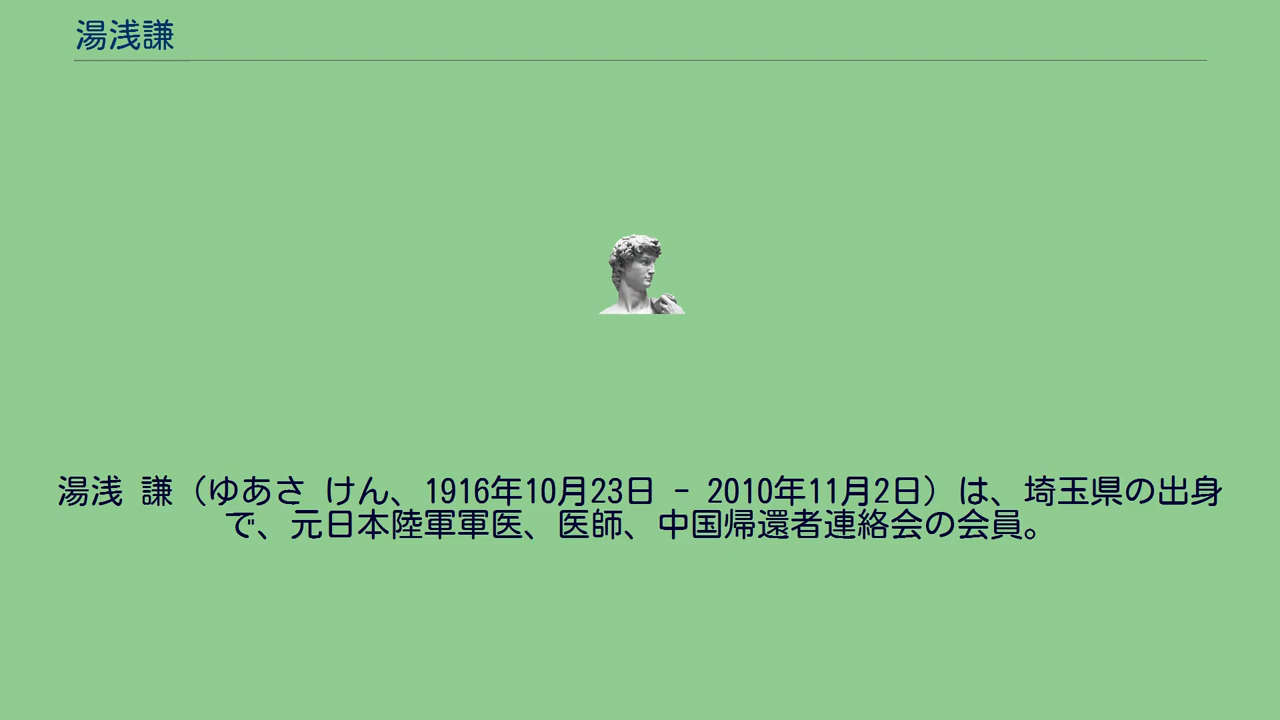 湯浅謙
湯浅 謙（ゆあさ けん、1916年10月23日 - 2010年11月2日）は、埼玉県の出身
で、元日本陸軍軍医、医師、中国帰還者連絡会の会員。